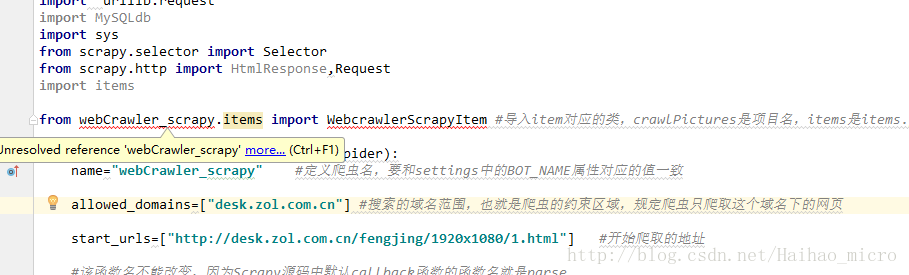 import urllib.request
import MySQLdb
import sys
from scrapy.selector import Selector
from scrapy.http import HtmlResponse,Request
import items
from webCrawler_scrapy.items import WebcrawlerScrapyItem #导入item对应的类，crawlPictures是项目名，items是items.
Unresolved reference 'webCrawler_scrapy' more... (Ctrl+F1)
pider):
name="webCrawler_scrapy" #定义爬虫名，要和settings中的BOT_NAME属性对应的值一致
allowed_domains=["desk.zol.com.cn"] #搜索的域名范围，也就是爬虫的约束区域，规定爬虫只爬取这个域名下的网页
start_urls=["http://desk.zol.com.cn/fengjing/1920x1080/1.html"] #开始爬取的地址
http://blog.csdn.net/Haihao_micro
#该函数名不能改变，因为Scrapy源码中默认callback函数的函数名就是parse